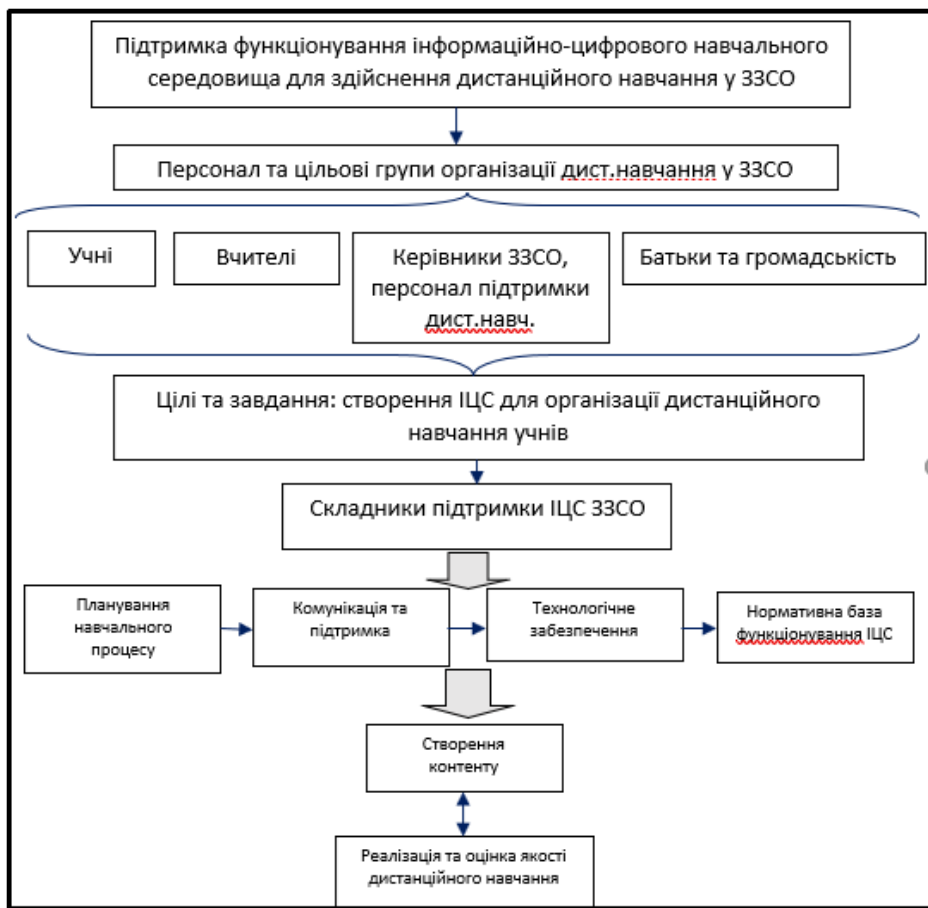 Підтримка функціонування інформаційно-цифрового навчального
середовища для здійснення дистанційного навчання у ЗЗСО
Персонал та цільові групи організації дист.навчання у ЗЗСО
Учні
Вчителі
Керівники ЗЗСО,
персонал підтримки
дист.навч.
Батьки та громадськість
Цілі та завдання: створення ІЦС для організації дистанційного
навчання учнів
Складники підтримки ІЦС ЗЗСО
Планування
навчального
процесу
Комунікація та
підтримка
Технологічне
забезпечення
Нормативна база
функціонування ІЦС
Створення
контенту
Реалізація та оцінка якості
дистанційного навчання